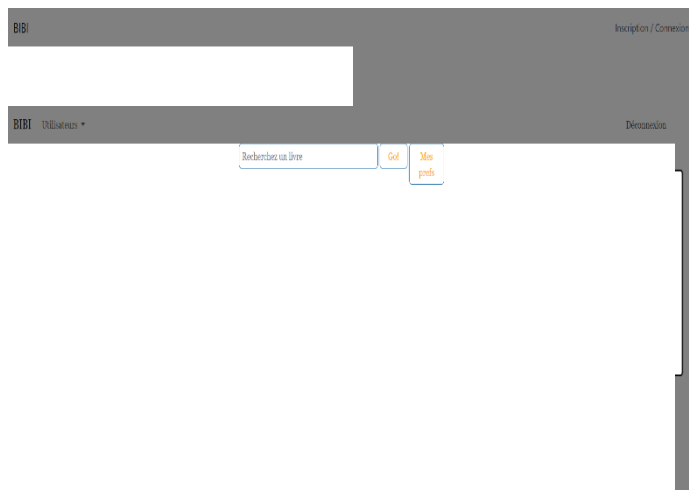 BIBI Inscription / Connexion
BIBI Utilisateurs Déconnexion
Recherchez un livre Go! Mes
prefs